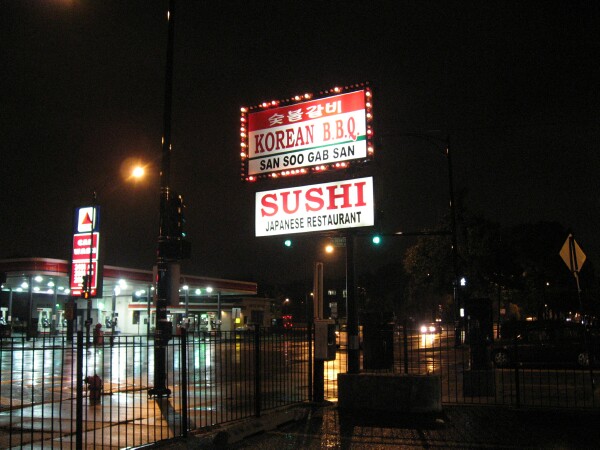 숯불갈비
KOREAN B.B.Q.
SAN SOO GAB SAN
SUSHI
JAPANESE RESTAURANT